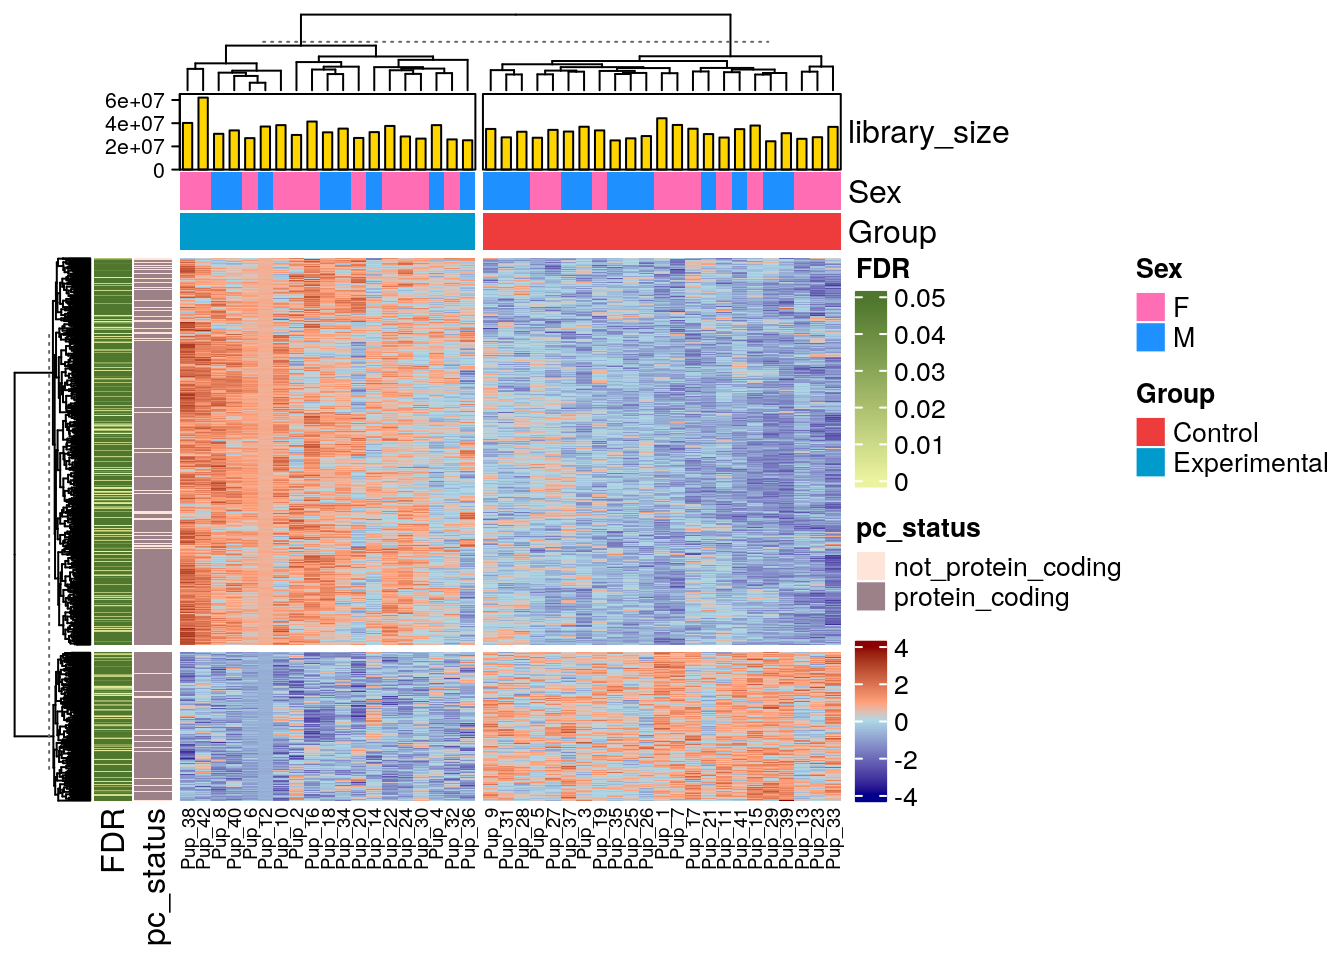 6e+07
4e+07
2e+07
0
library_size
Sex
Group
FDR
0.05
0.04
0.03
0.02
0.01
0
Sex
F
M
Group
Control
Experimental
pc_status
not_protein_coding
protein_coding
4
2
0
-2
-4
FDR
pc_status
Pup_38
Pup_42
Pup_8
Pup_40
Pup_6
Pup_12
Pup_10
Pup_2
Pup_16
Pup_18
Pup_34
Pup_20
Pup_14
Pup_22
Pup_24
Pup_30
Pup_4
Pup_32
Pup_36
Pup_9
Pup_31
Pup_28
Pup_5
Pup_27
Pup_37
Pup_3
Pup_19
Pup_35
Pup_25
Pup_26
Pup_1
Pup_7
Pup_17
Pup_21
Pup_11
Pup_41
Pup_15
Pup_29
Pup_39
Pup_13
Pup_23
Pup_33